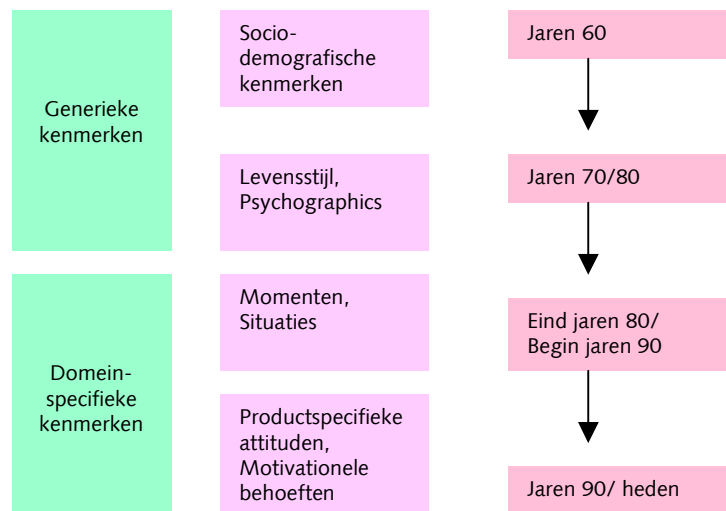 Generieke
kenmerken
Socio-
demografische
kenmerken
Jaren 60
Levensstijl,
Psychographics
Jaren 70/80
Domein-
specifieke
kenmerken
Momenten,
Situaties
Eind jaren 80/
Begin jaren 90
Productspecifieke
attituden,
Motivationele
behoeften
Jaren 90/ heden